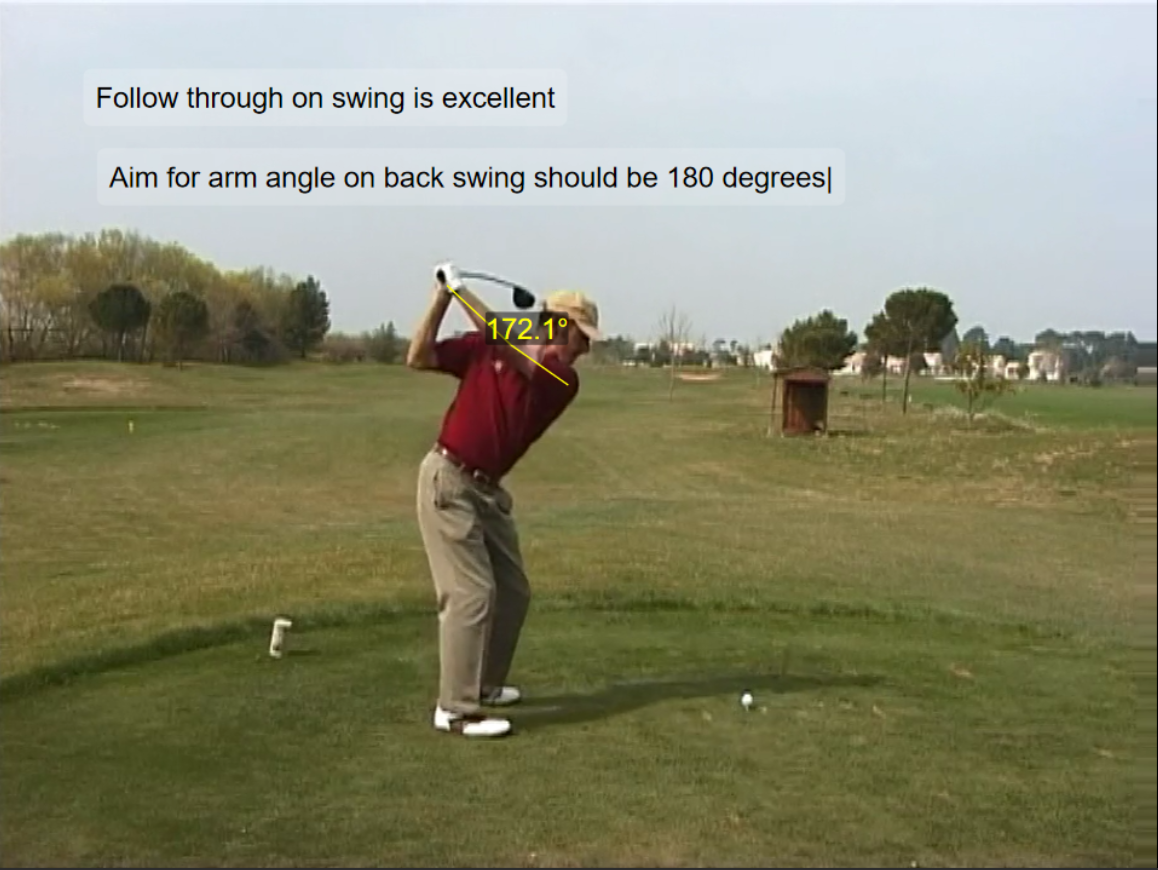 Follow through on swing is excellent
Aim for arm angle on back swing should be 180 degrees|
172.1°